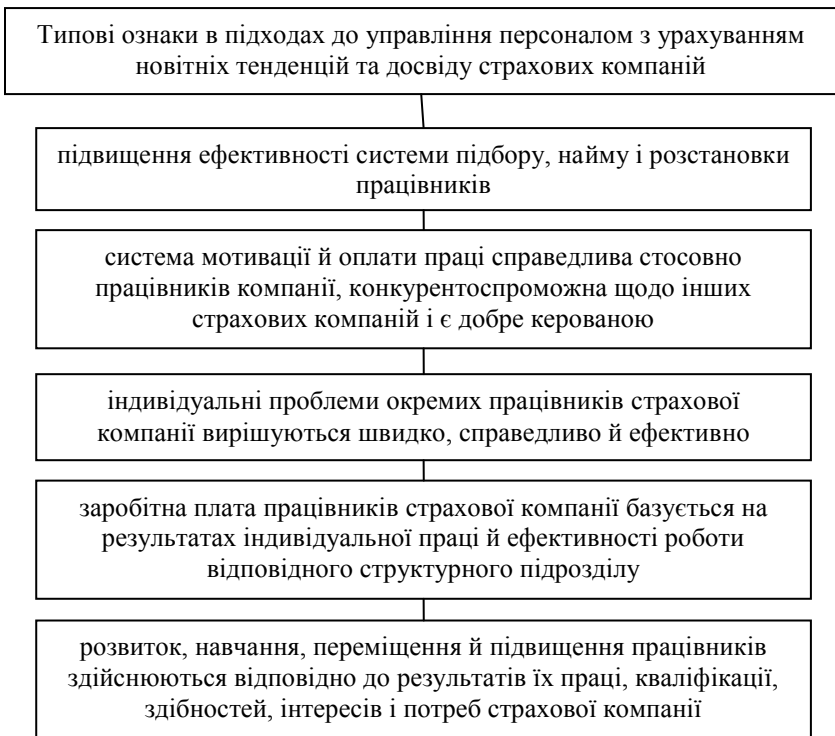 Типові ознаки в підходах до управління персоналом з урахуванням
новітніх тенденцій та досвіду страхових компаній
підвищення ефективності системи підбору, найму і розстановки
працівників
система мотивації й оплати праці справедлива стосовно
працівників компанії, конкурентоспроможна щодо інших
страхових компаній і є добре керованою
індивідуальні проблеми окремих працівників страхової
компанії вирішуються швидко, справедливо й ефективно
заробітна плата працівників страхової компанії базується на
результатах індивідуальної праці й ефективності роботи
відповідного структурного підрозділу
розвиток, навчання, переміщення й підвищення працівників
здійснюються відповідно до результатів їх праці, кваліфікації,
здібностей, інтересів і потреб страхової компанії